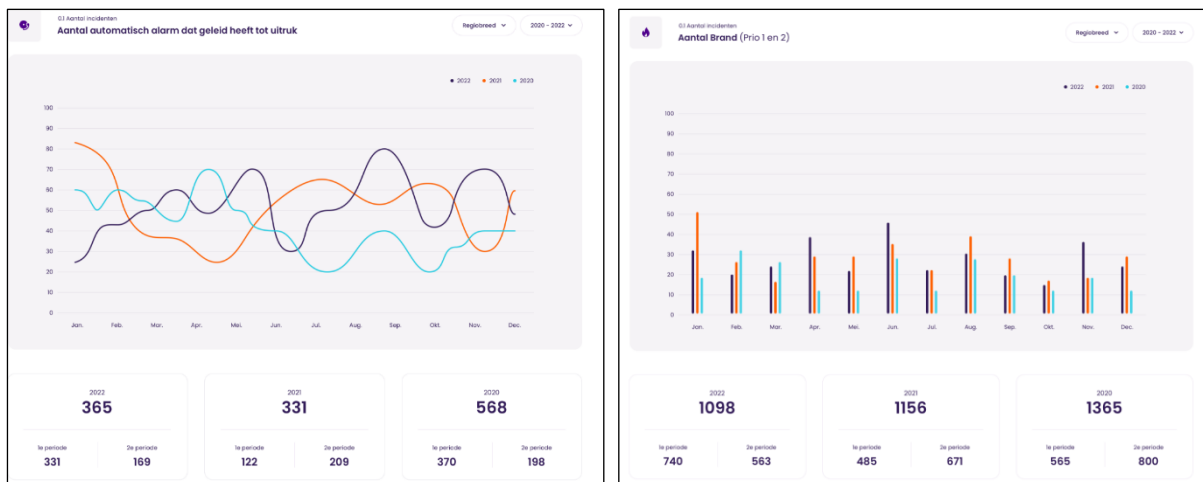 0.1 Aantal incidenten
Aantal automatisch alarm dat geleid heeft tot uitruk
Regiobreed
2020 - 2022
2022 2021 2020
100
90
80
70
60
50
40
30
20
10
0
Jan. Feb. Mar. Apr. Mei. Jun. Jul. Aug. Sep. Okt. Nov. Dec.
2022
365
1e periode 2e periode
331 169
2021
331
1e periode 2e periode
122 209
2020
568
1e periode 2e periode
370 198
0.1 Aantal incidenten
Aantal Brand (Prio 1 en 2)
Regiobreed
2020 - 2022
2022 2021 2020
100
90
80
70
60
50
40
30
20
10
0
Jan. Feb. Mar. Apr. Mei. Jun. Jul. Aug. Sep. Okt. Nov. Dec.
2022
1098
1e periode 2e periode
740 563
2021
1156
1e periode 2e periode
485 671
2020
1365
1e periode 2e periode
565 800